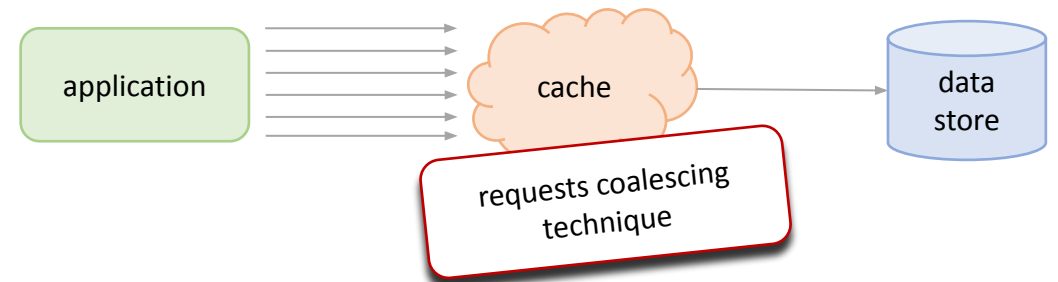 application
cache
data
store
requests coalescing
technique